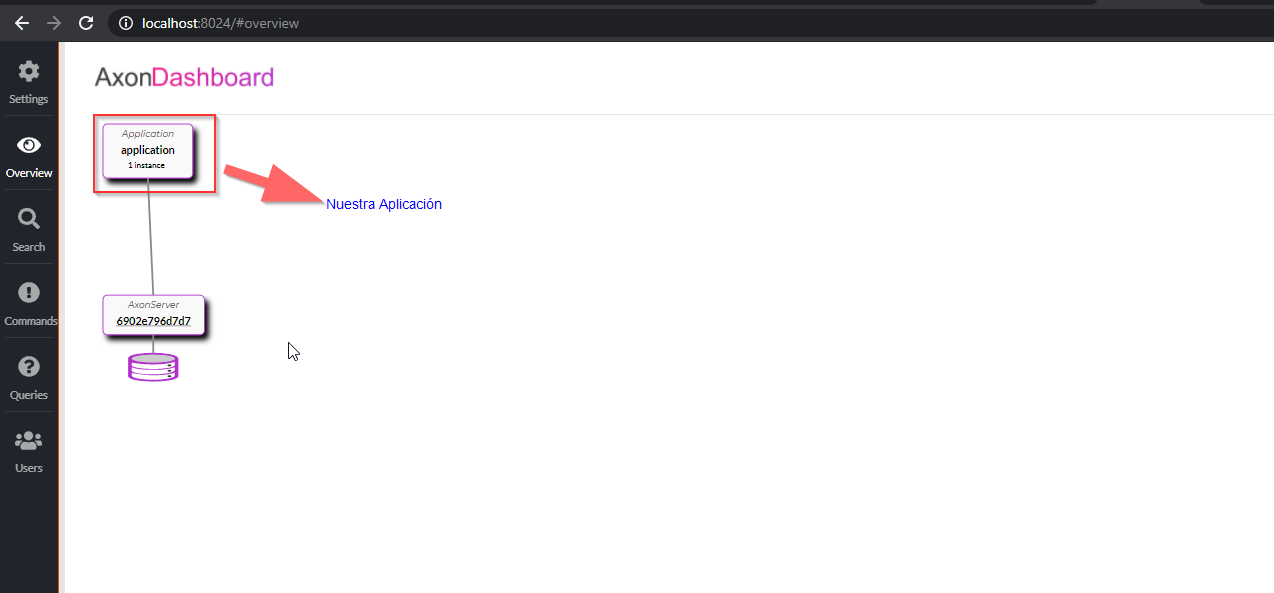 localhost:8024/#overview
Settings
Overview
Search
Commands
Queries
Users
AxonDashboard
Application
application
1 instance
Nuestra Aplicación
AxonServer
6902e796d7d7